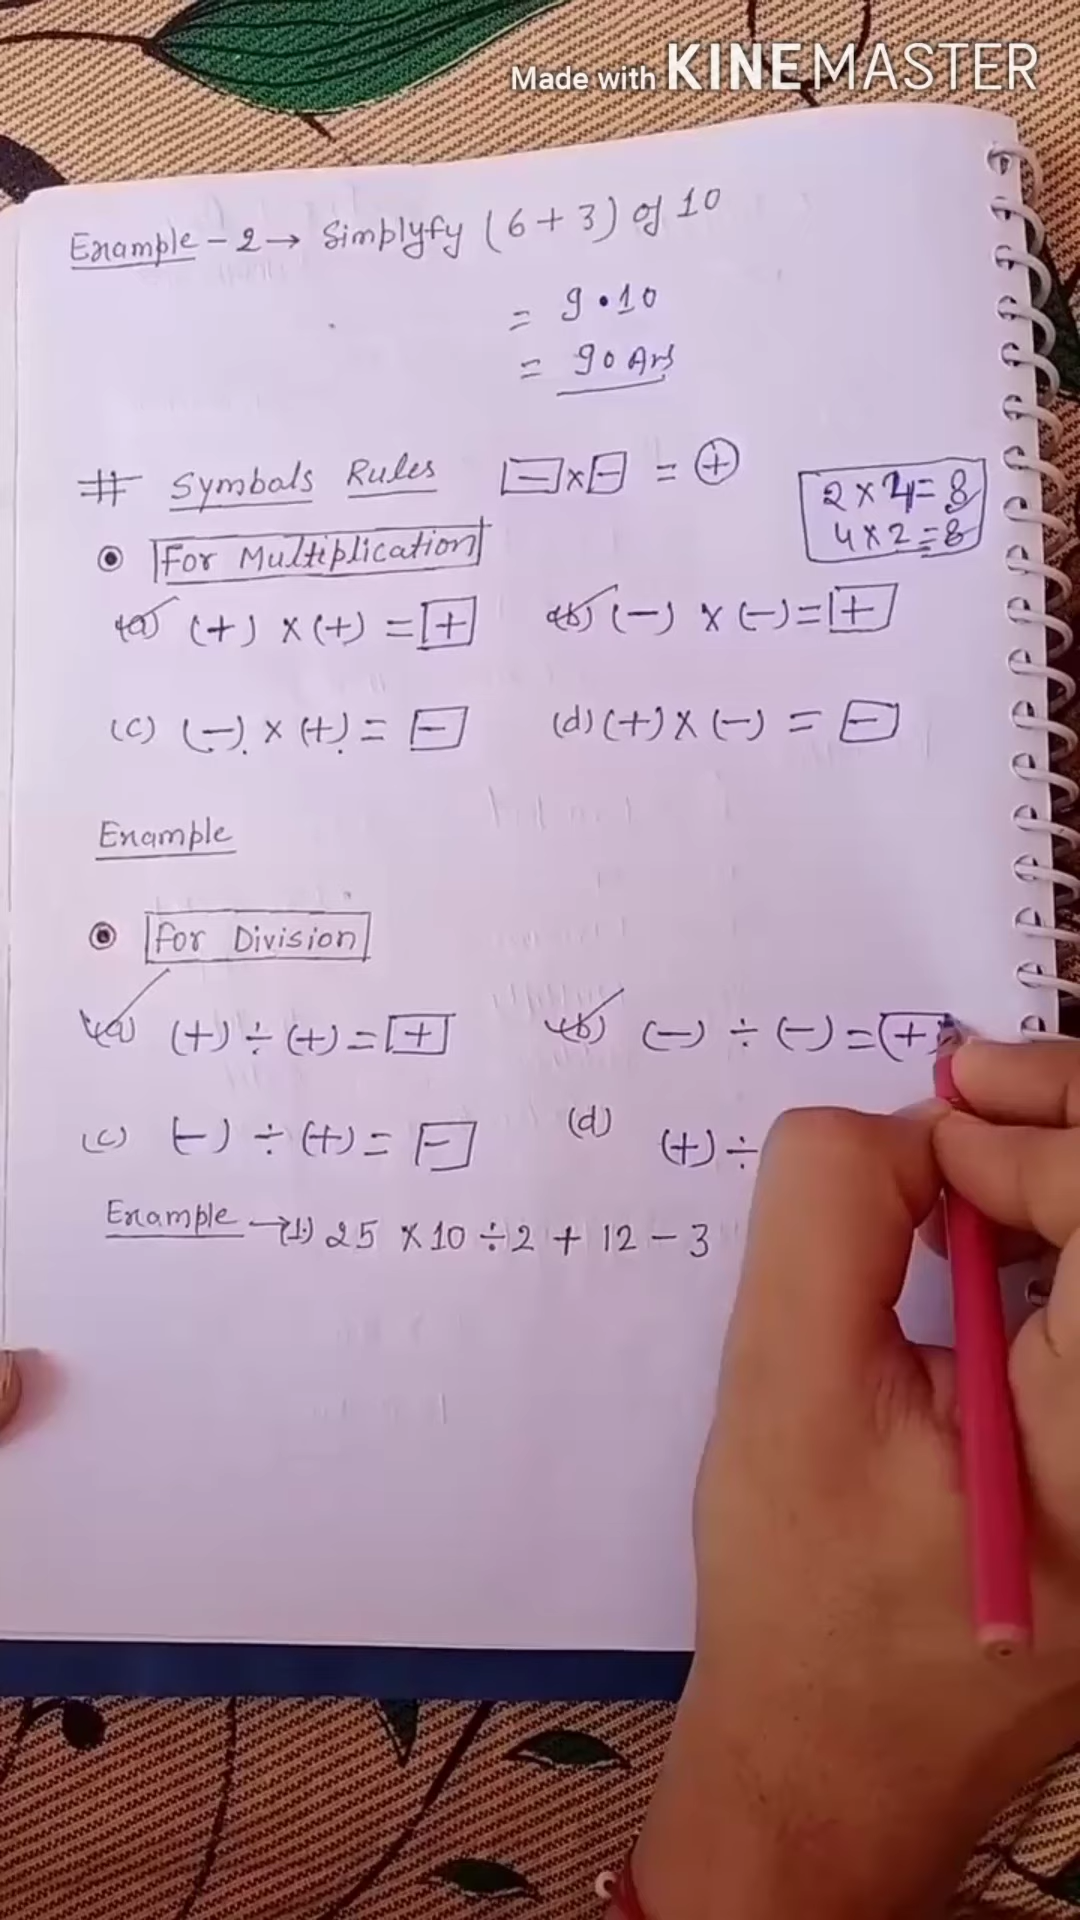 Made with KINEMASTER
Example - 2 → Simplyfy (6 + 3) of 10
= 9 • 10
= 90 Ans
# Symbols Rules [-] × [-] = (+)
2 × 4 = 8
4 × 2 = 8
For Multiplication
(a) (+) × (+) = [+] (b) (-) × (-) = [+]
(c) (-) × (+) = [-] (d) (+) × (-) = [-]
Example
For Division
(a) (+) ÷ (+) = [+] (b) (-) ÷ (-) = (+)
(c) (-) ÷ (+) = [-] (d) (+) ÷
Example → (1) 25 × 10 ÷ 2 + 12 - 3